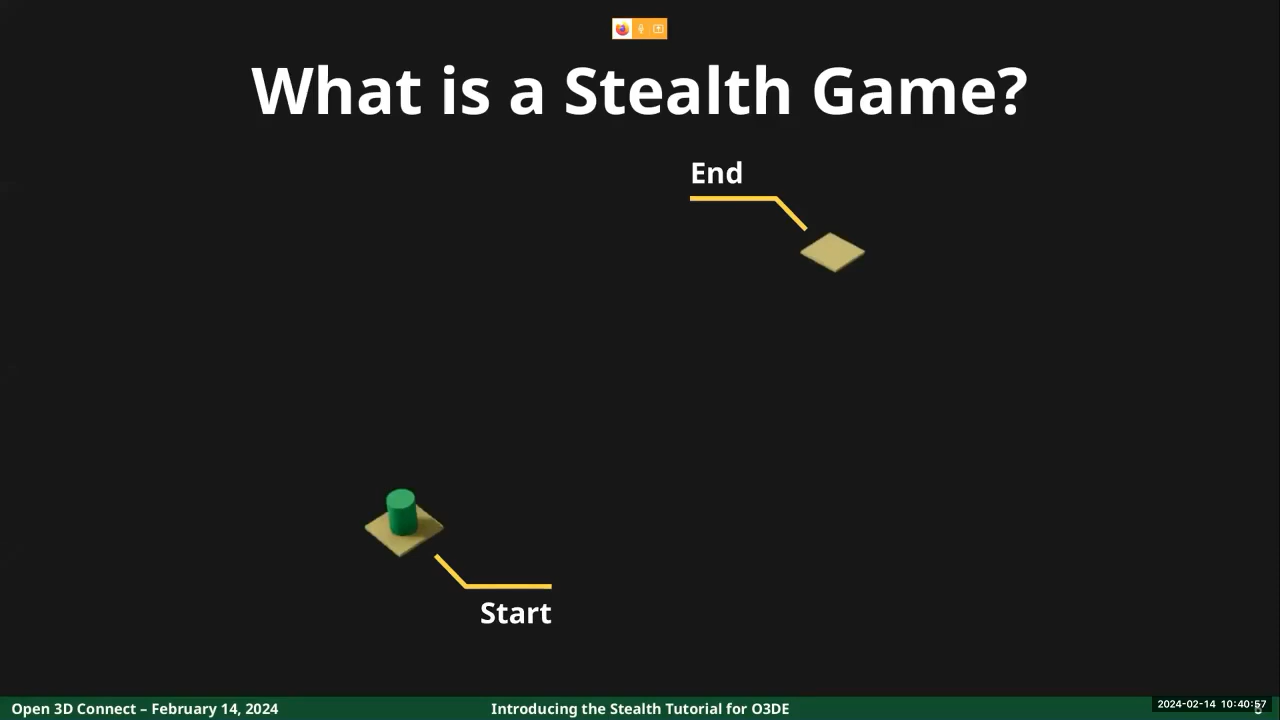 What is a Stealth Game?
End
Start
Open 3D Connect – February 14, 2024
Introducing the Stealth Tutorial for O3DE
2024-02-14 10:40:57